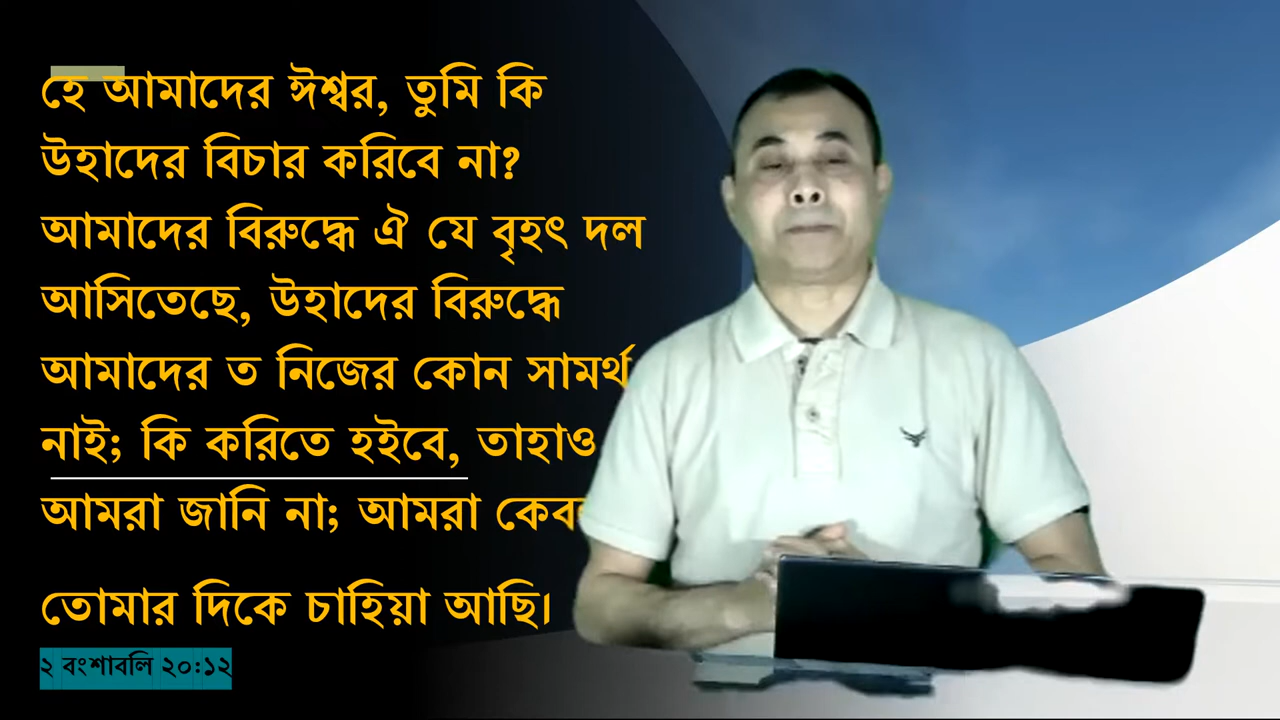 হে আমাদের ঈশ্বর, তুমি কি
উহাদের বিচার করিবে না?
আমাদের বিরুদ্ধে ঐ যে বৃহৎ দল
আসিতেছে, উহাদের বিরুদ্ধে
আমাদের ত নিজের কোন সামর্থ
নাই; কি করিতে হইবে, তাহাও
আমরা জানি না; আমরা
তোমার দিকে চাহিয়া আছি।
২ বংশাবলি ২০:১২